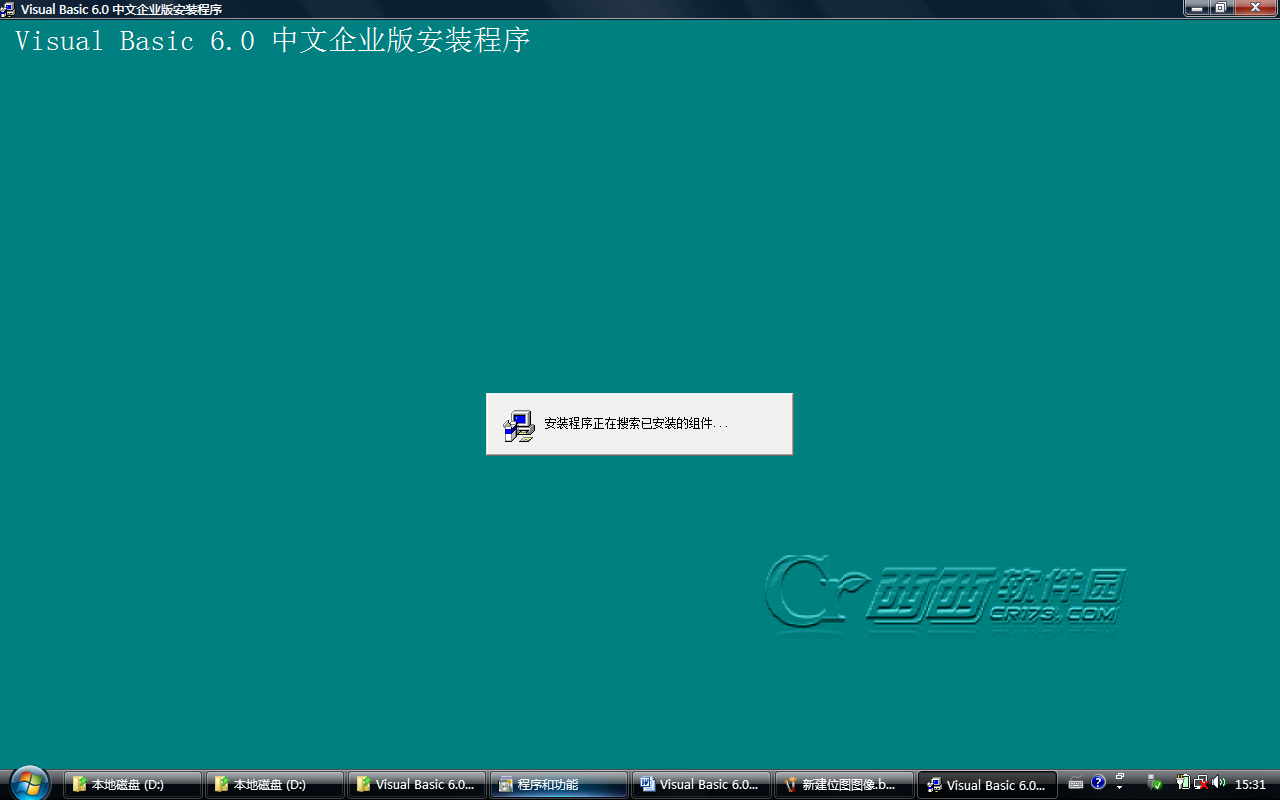 Visual Basic 6.0 中文企业版安装程序
Visual Basic 6.0 中文企业版安装程序
安装程序正在搜索已安装的组件...
西西软件园
CR173.COM
本地磁盘 (D:)
本地磁盘 (D:)
Visual Basic 6.0...
程序和功能
Visual Basic 6.0...
新建位图图像.b...
Visual Basic 6.0...
15:31